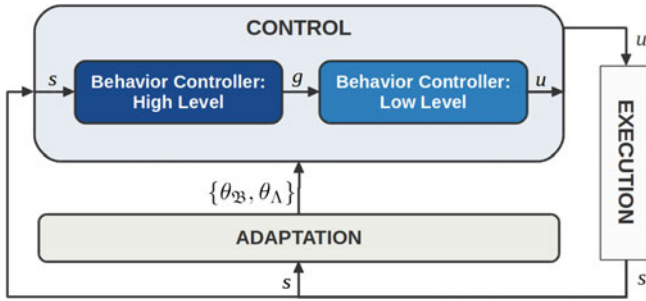 CONTROL
u
s
Behavior Controller:
High Level
g
Behavior Controller:
Low Level
u
EXECUTION
{θ𝔅, θΛ}
ADAPTATION
s
s